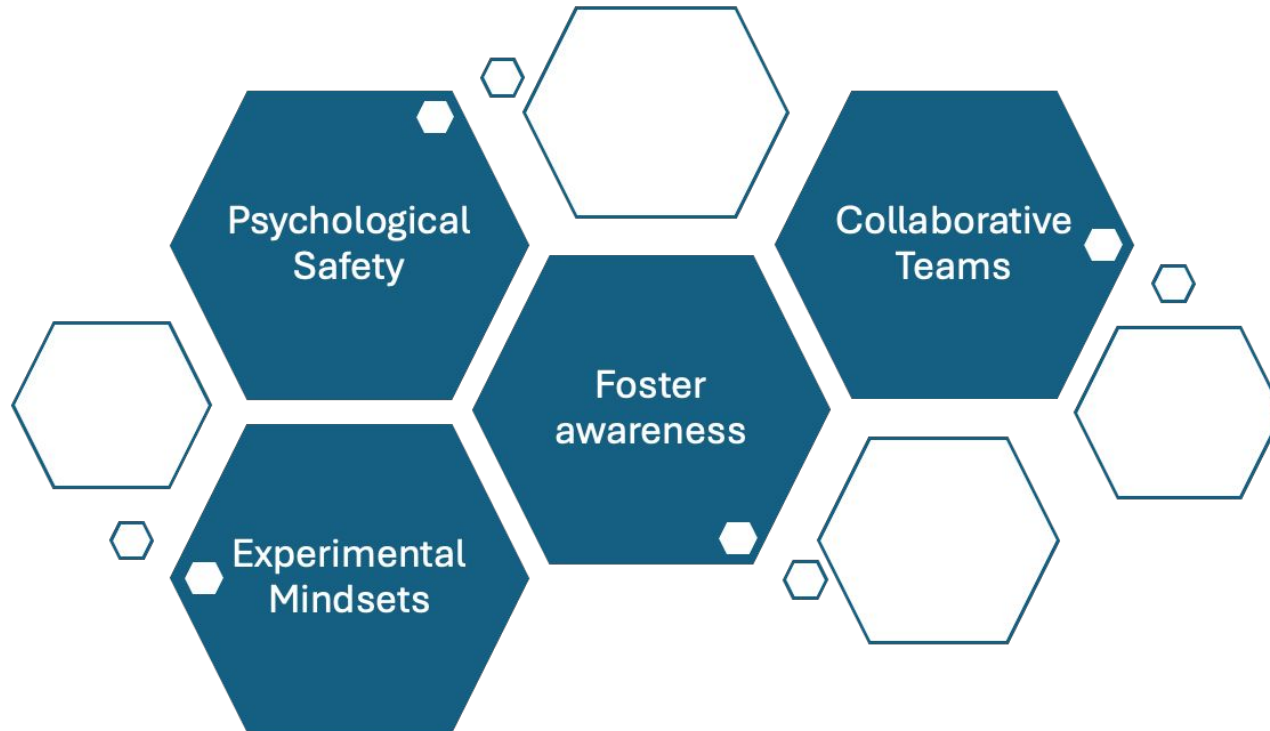 Psychological
Safety
Collaborative
Teams
Foster
awareness
Experimental
Mindsets